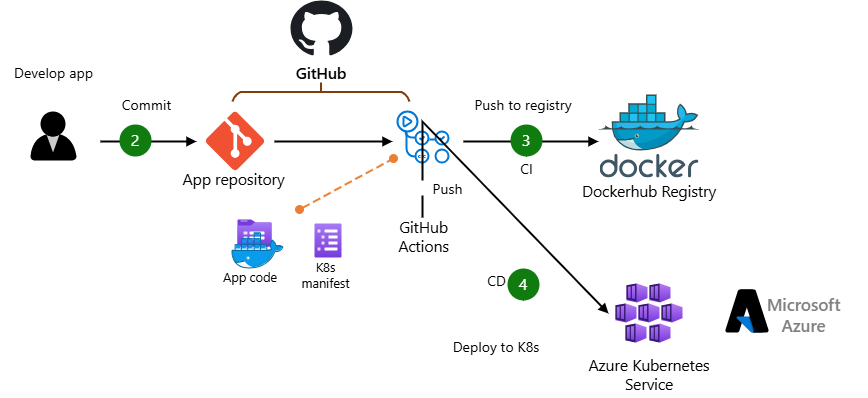 GitHub
Develop app
Commit
2
App repository
Push to registry
3
CI
docker
Dockerhub Registry
Push
GitHub
Actions
App code
K8s
manifest
CD
4
Deploy to K8s
Azure Kubernetes
Service
Microsoft
Azure